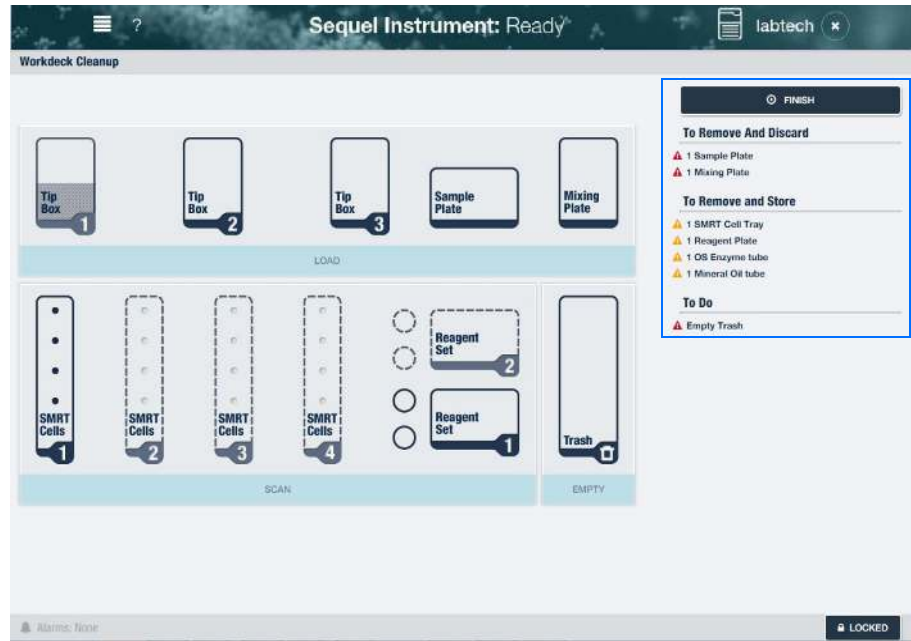 ?
Sequel Instrument: Ready
labtech
Workdeck Cleanup
FINISH
To Remove And Discard
1 Sample Plate
1 Mixing Plate
To Remove and Store
1 SMRT Cell Tray
1 Reagent Plate
1 OS Enzyme tube
1 Mineral Oil tube
To Do
Empty Trash
Tip
Box
1
Tip
Box
2
Tip
Box
3
Sample
Plate
Mixing
Plate
LOAD
SMRT
Cells
1
SMRT
Cells
2
SMRT
Cells
3
SMRT
Cells
4
Reagent
Set
2
Reagent
Set
1
Trash
SCAN
EMPTY
Alarms: None
LOCKED